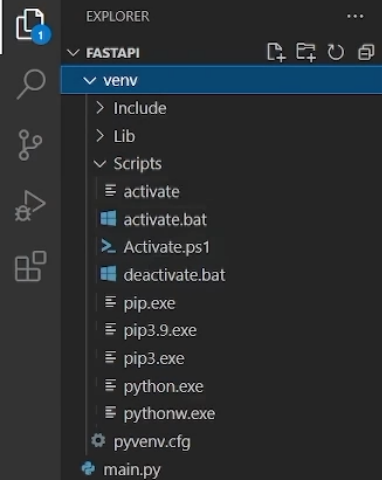 EXPLORER
1
FASTAPI
venv
Include
Lib
Scripts
activate
activate.bat
Activate.ps1
deactivate.bat
pip.exe
pip3.9.exe
pip3.exe
python.exe
pythonw.exe
pyvenv.cfg
main.py